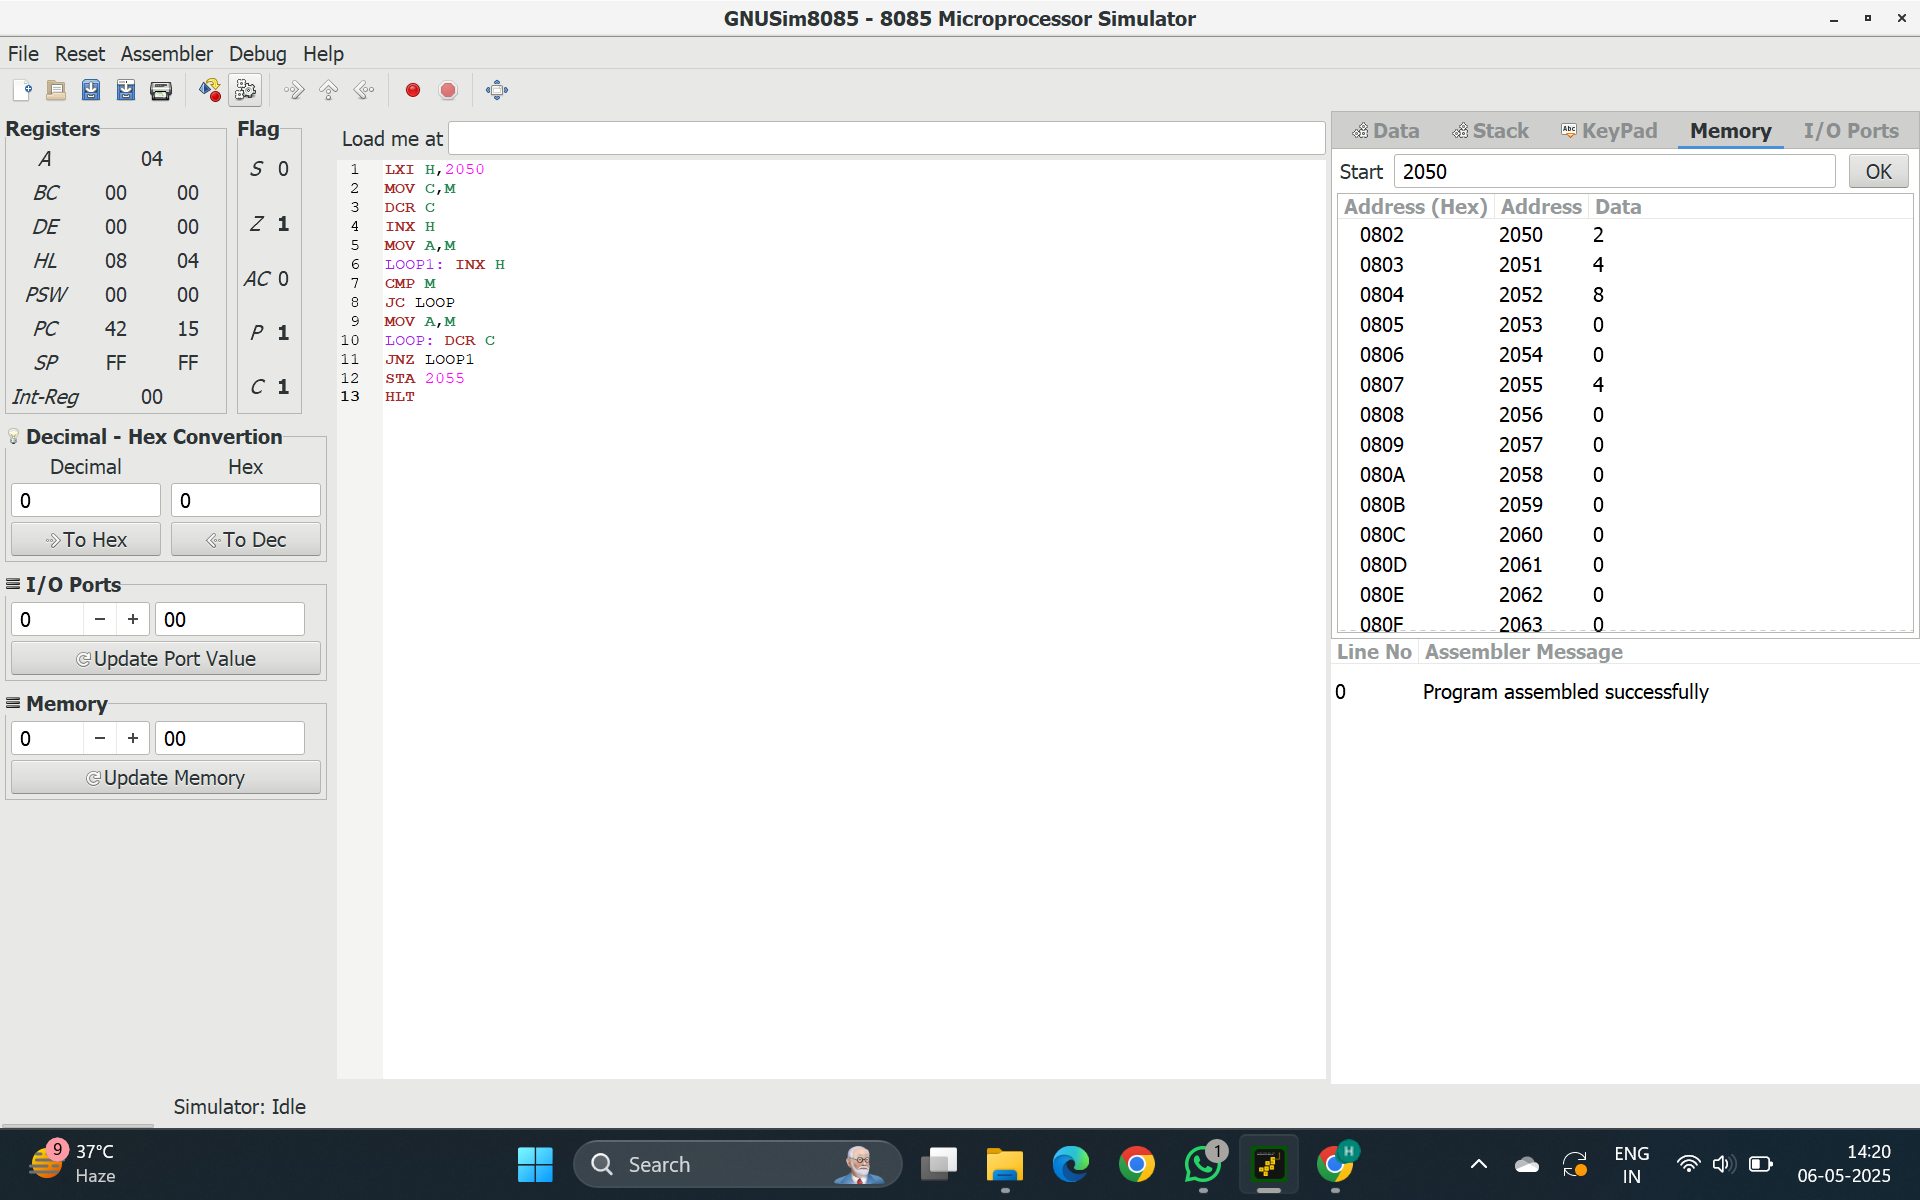 GNUSim8085 - 8085 Microprocessor Simulator
File Reset Assembler Debug Help
Registers
A 04
BC 00 00
DE 00 00
HL 08 04
PSW 00 00
PC 42 15
SP FF FF
Int-Reg 00
Flag
S 0
Z 1
AC 0
P 1
C 1
Decimal - Hex Convertion
Decimal Hex
0 0
To Hex To Dec
I/O Ports
0 − + 00
Update Port Value
Memory
0 − + 00
Update Memory
Load me at
1 LXI H,2050
2 MOV C,M
3 DCR C
4 INX H
5 MOV A,M
6 LOOP1: INX H
7 CMP M
8 JC LOOP
9 MOV A,M
10 LOOP: DCR C
11 JNZ LOOP1
12 STA 2055
13 HLT
Data Stack Abc KeyPad Memory I/O Ports
Start 2050 OK
Address (Hex) Address Data
0802 2050 2
0803 2051 4
0804 2052 8
0805 2053 0
0806 2054 0
0807 2055 4
0808 2056 0
0809 2057 0
080A 2058 0
080B 2059 0
080C 2060 0
080D 2061 0
080E 2062 0
080F 2063 0
Line No Assembler Message
0 Program assembled successfully
Simulator: Idle
9 37°C
Haze
Search
1
H
ENG
IN
14:20
06-05-2025